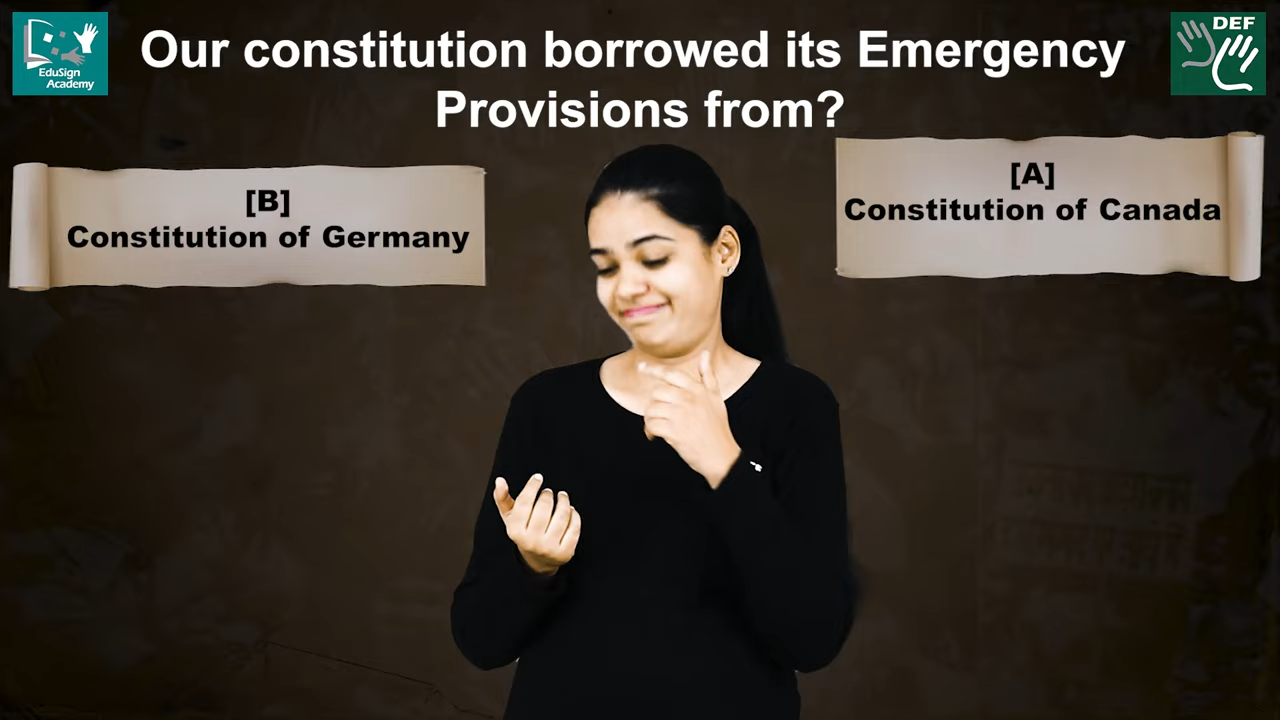 EduSign
Academy
Our constitution borrowed its Emergency
Provisions from?
DEF
[B]
Constitution of Germany
[A]
Constitution of Canada